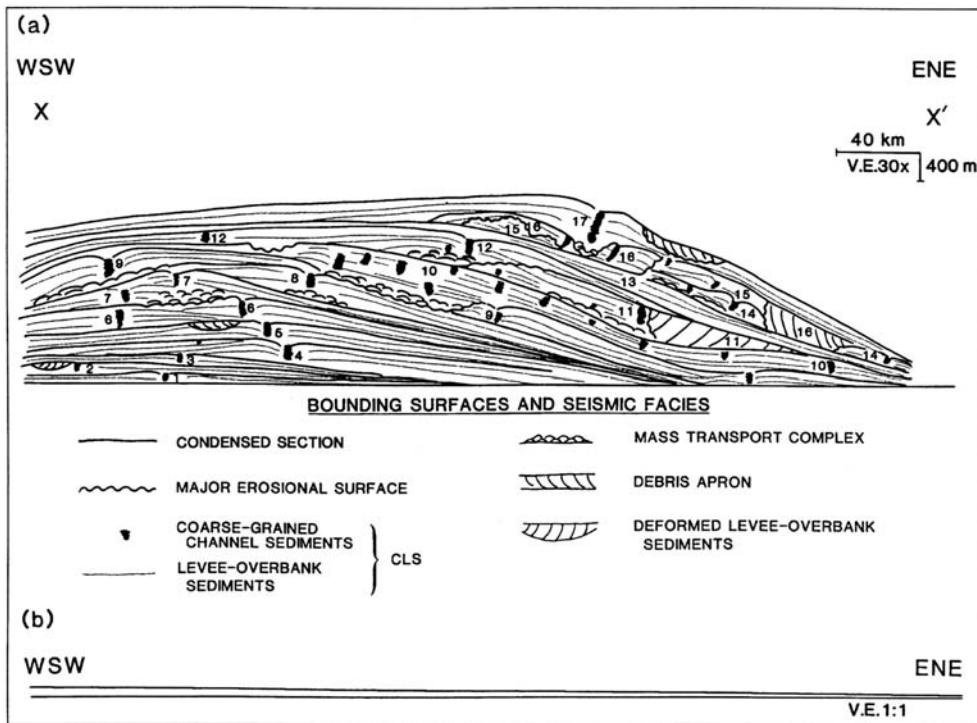 (a)
WSW
ENE
X
X′
40 km
V.E.30x
400 m
17
15
16
12
12
16
9
10
13
7
8
15
7
14
9
11
6
6
11
16
5
4
14
3
10
2
1
BOUNDING SURFACES AND SEISMIC FACIES
CONDENSED SECTION
MASS TRANSPORT COMPLEX
MAJOR EROSIONAL SURFACE
DEBRIS APRON
COARSE-GRAINED
CHANNEL SEDIMENTS
CLS
LEVEE-OVERBANK
SEDIMENTS
DEFORMED LEVEE-OVERBANK
SEDIMENTS
(b)
WSW
ENE
V.E.1:1